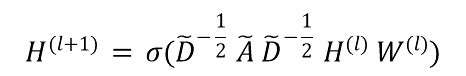 H^{(l+1)} = σ(D̃^{-1/2} Ã D̃^{-1/2} H^{(l)} W^{(l)})